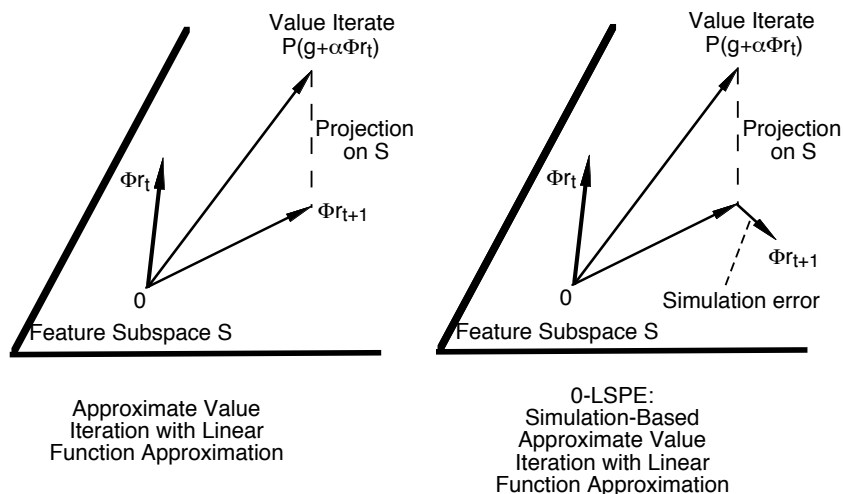 Value Iterate
P(g+αΦrt)
Projection
on S
Φrt
Φrt+1
0
Feature Subspace S
Approximate Value
Iteration with Linear
Function Approximation
Value Iterate
P(g+αΦrt)
Projection
on S
Φrt
Φrt+1
0
Simulation error
Feature Subspace S
0-LSPE:
Simulation-Based
Approximate Value
Iteration with Linear
Function Approximation